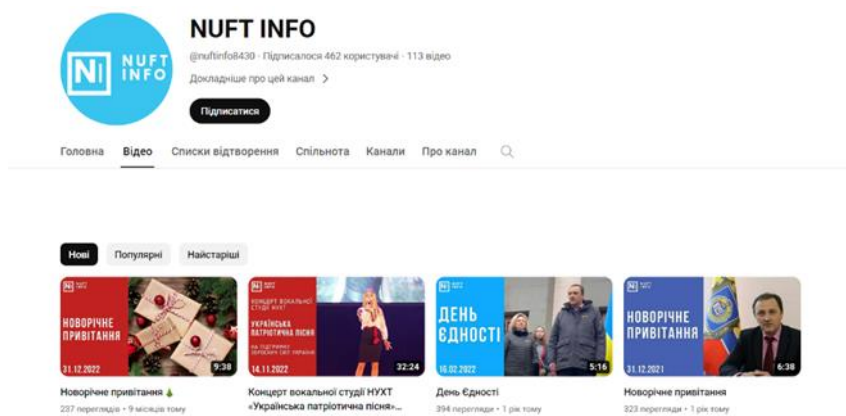 NUFT INFO
NI NUFT INFO
@nuftinfo8430 · Підписалося 462 користувачі · 113 відео
Докладніше про цей канал >
Підписатися
Головна Відео Списки відтворення Спільнота Канали Про канал
Нові Популярні Найстаріші
NI NUFT INFO
НОВОРІЧНЕ
ПРИВІТАННЯ
31.12.2022
9:38
NI NUFT INFO
КОНЦЕРТ ВОКАЛЬНОЇ
СТУДІЇ НУХТ
УКРАЇНСЬКА
ПАТРІОТИЧНА ПІСНЯ
НА ПІДТРИМКУ
ЗБРОЙНИХ СИЛ УКРАЇНИ
14.11.2022
32:24
NI NUFT INFO
ДЕНЬ
ЄДНОСТІ
16.02.2022
5:16
NI NUFT INFO
НОВОРІЧНЕ
ПРИВІТАННЯ
31.12.2021
6:38
Новорічне привітання 🎄
237 переглядів • 9 місяців тому
Концерт вокальної студії НУХТ
«Українська патріотична пісня»...
День Єдності
394 перегляди • 1 рік тому
Новорічне привітання
323 перегляди • 1 рік тому